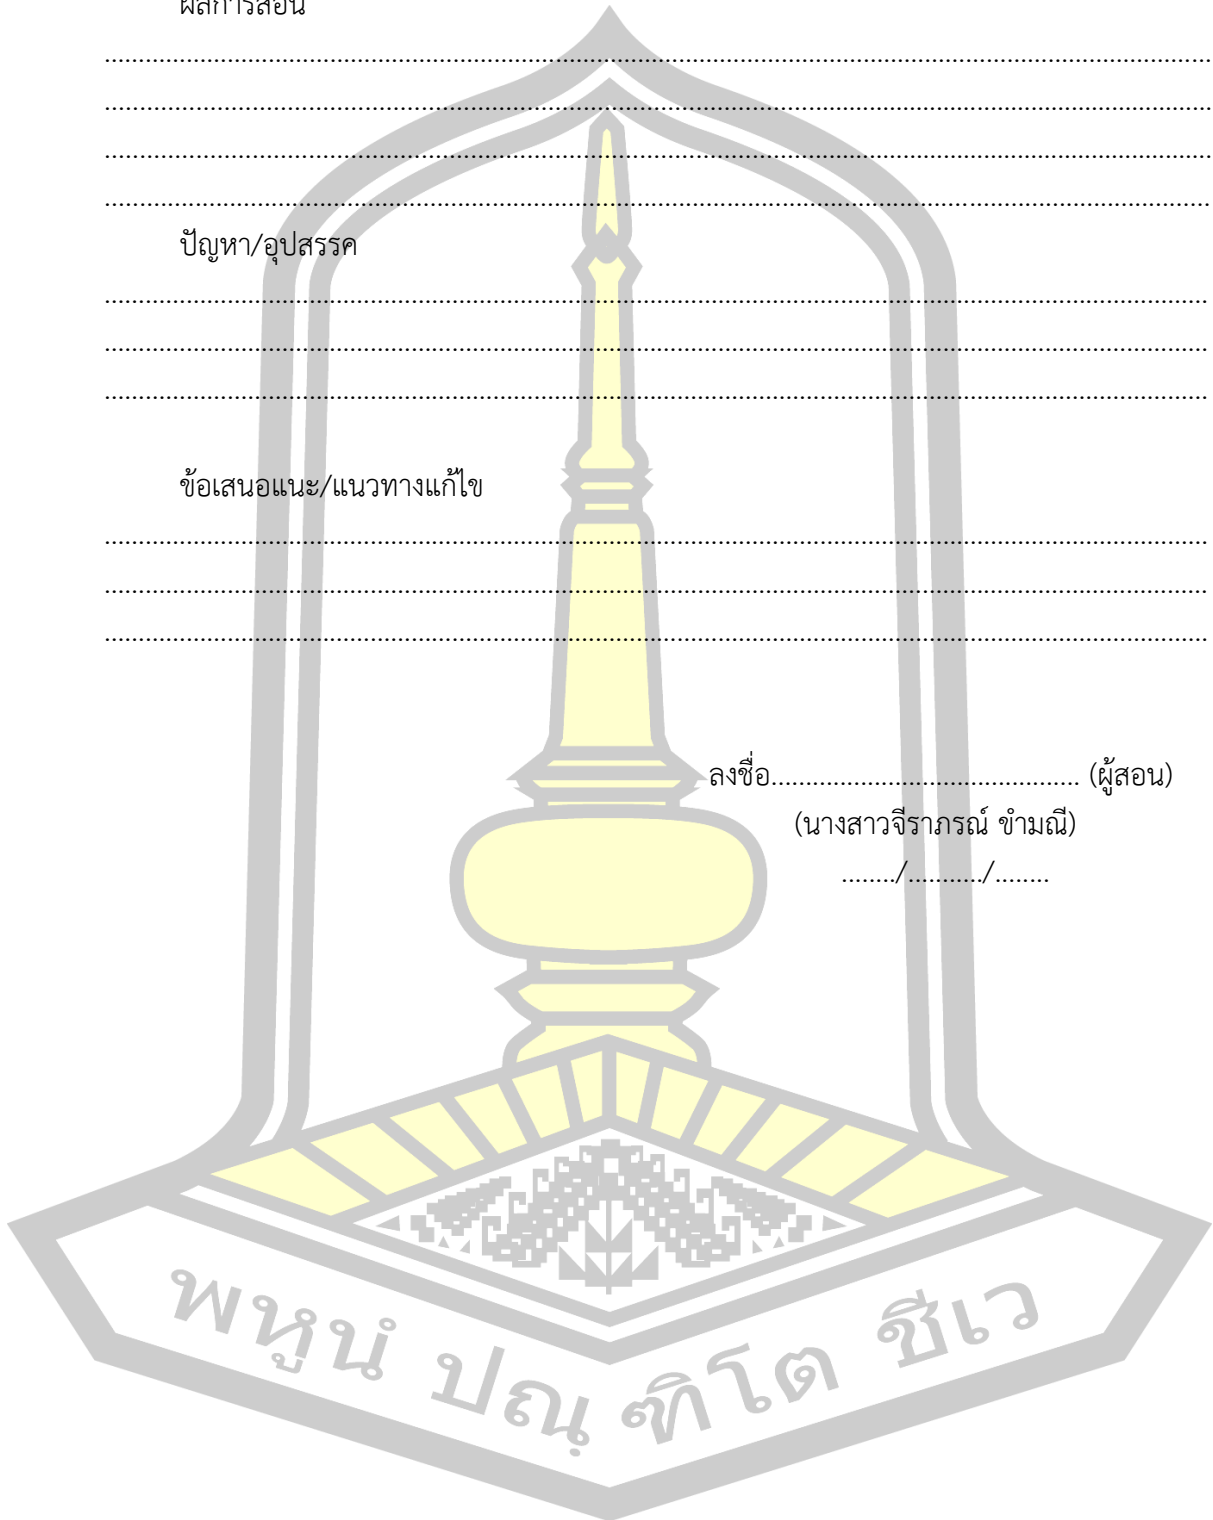 ผลการสอน
................................................................................
................................................................................
................................................................................
................................................................................
ปัญหา/อุปสรรค
................................................................................
................................................................................
................................................................................
ข้อเสนอแนะ/แนวทางแก้ไข
................................................................................
................................................................................
................................................................................
ลงชื่อ............................................. (ผู้สอน)
(นางสาวจีราภรณ์ ขำมณี)
......../.........../........
พหูนํ ปณฺฑิโต ชีเว